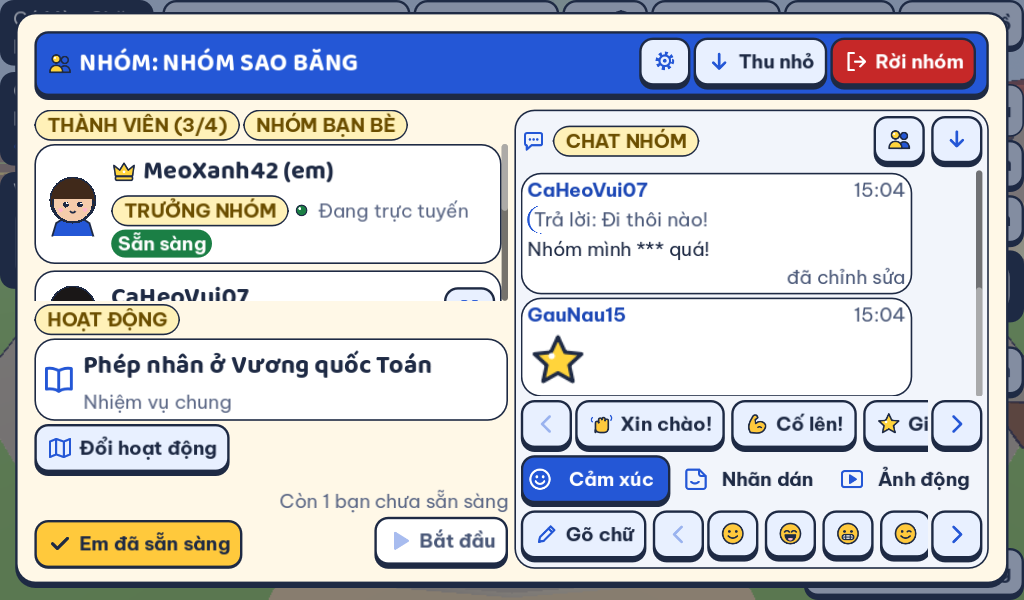 NHÓM: NHÓM SAO BĂNG
Thu nhỏ
Rời nhóm
THÀNH VIÊN (3/4)
NHÓM BẠN BÈ
MeoXanh42 (em)
TRƯỞNG NHÓM
Đang trực tuyến
Sẵn sàng
CaHeoVui07
HOẠT ĐỘNG
Phép nhân ở Vương quốc Toán
Nhiệm vụ chung
Đổi hoạt động
Còn 1 bạn chưa sẵn sàng
Em đã sẵn sàng
Bắt đầu
CHAT NHÓM
CaHeoVui07 15:04
Trả lời: Đi thôi nào!
Nhóm mình *** quá!
đã chỉnh sửa
GauNau15 15:04
Xin chào!
Cố lên!
Gi
Cảm xúc
Nhãn dán
Ảnh động
Gõ chữ